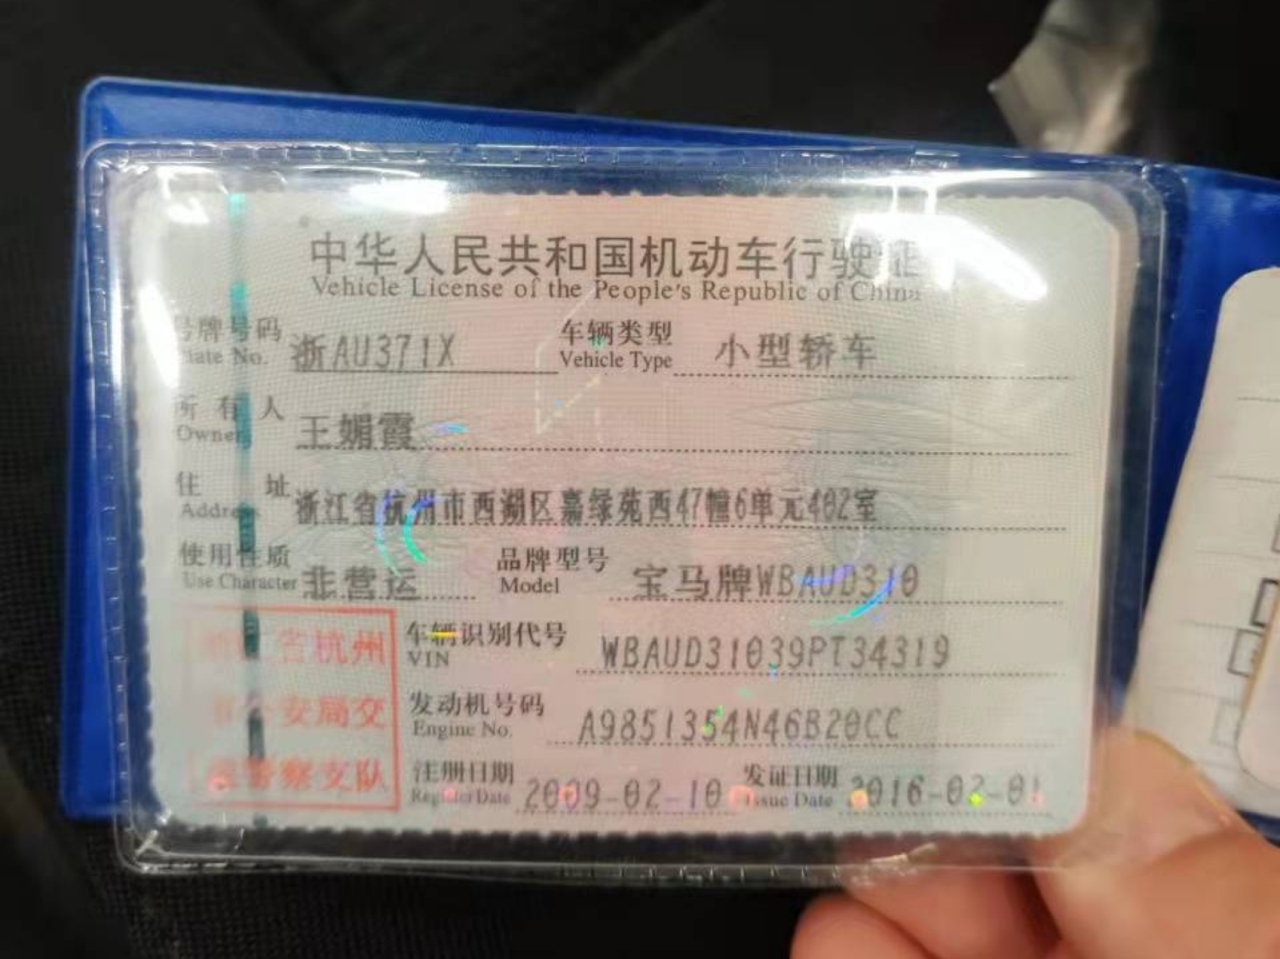 中华人民共和国机动车行驶证
Vehicle License of the People's Republic of China
号牌号码 浙AU371X 车辆类型 小型轿车
Plate No. Vehicle Type
所有人 王媚霞
Owner
住址 浙江省杭州市西湖区嘉绿苑西47幢6单元402室
Address
使用性质 非营运 品牌型号 宝马牌WBAUD310
Use Character Model
车辆识别代号 WBAUD31039PT34319
VIN
发动机号码 A9851354N46B20CC
Engine No.
注册日期 2009-02-10 发证日期 2016-02-01
Register Date Issue Date
省杭州
公安局交
警察支队